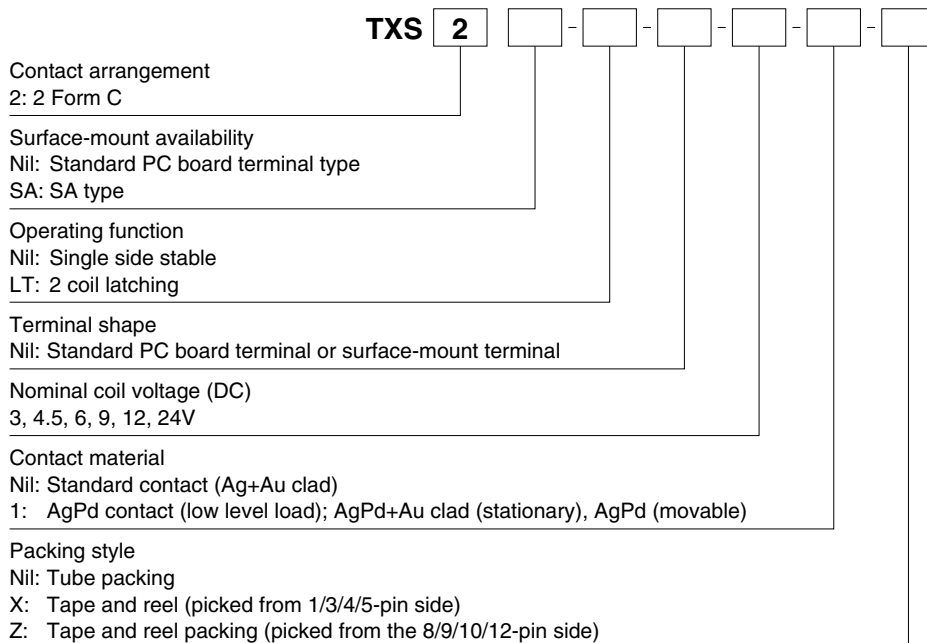 TXS 2 - - - - -
Contact arrangement
2: 2 Form C
Surface-mount availability
Nil: Standard PC board terminal type
SA: SA type
Operating function
Nil: Single side stable
LT: 2 coil latching
Terminal shape
Nil: Standard PC board terminal or surface-mount terminal
Nominal coil voltage (DC)
3, 4.5, 6, 9, 12, 24V
Contact material
Nil: Standard contact (Ag+Au clad)
1: AgPd contact (low level load); AgPd+Au clad (stationary), AgPd (movable)
Packing style
Nil: Tube packing
X: Tape and reel (picked from 1/3/4/5-pin side)
Z: Tape and reel packing (picked from the 8/9/10/12-pin side)